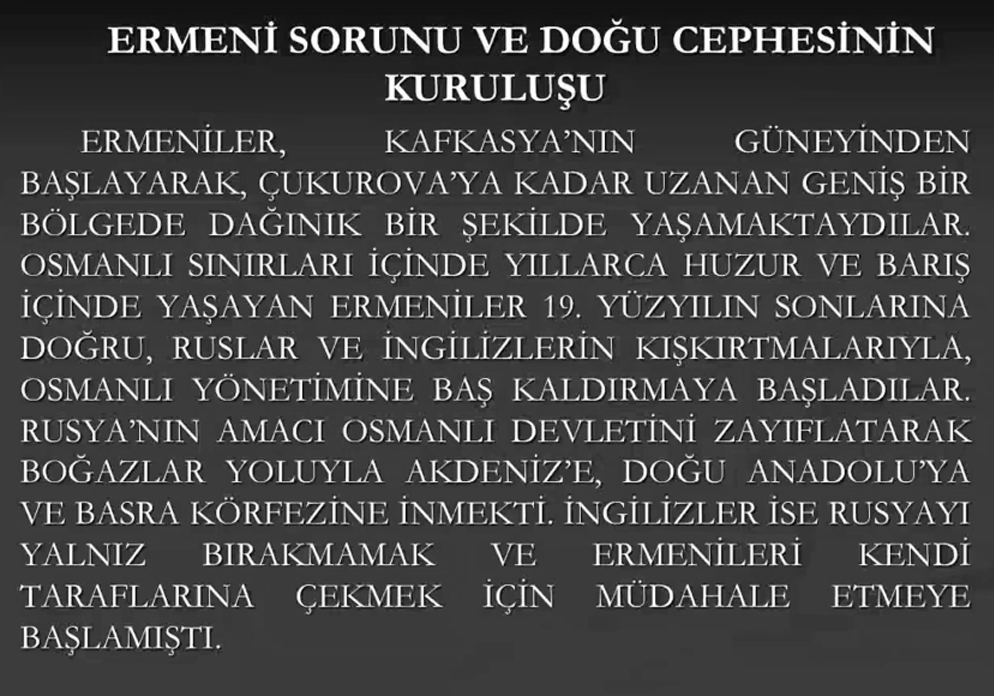 ERMENİ SORUNU VE DOĞU CEPHESİNİN
KURULUŞU
ERMENİLER, KAFKASYA'NIN GÜNEYİNDEN
BAŞLAYARAK, ÇUKUROVA'YA KADAR UZANAN GENİŞ BİR
BÖLGEDE DAĞINIK BİR ŞEKİLDE YAŞAMAKTAYDILAR.
OSMANLI SINIRLARI İÇİNDE YILLARCA HUZUR VE BARIŞ
İÇİNDE YAŞAYAN ERMENİLER 19. YÜZYILIN SONLARINA
DOĞRU, RUSLAR VE İNGİLİZLERİN KIŞKIRTMALARIYLA,
OSMANLI YÖNETİMİNE BAŞ KALDIRMAYA BAŞLADILAR.
RUSYA'NIN AMACI OSMANLI DEVLETİNİ ZAYIFLATARAK
BOĞAZLAR YOLUYLA AKDENİZ'E, DOĞU ANADOLU'YA
VE BASRA KÖRFEZİNE İNMEKTİ. İNGİLİZLER İSE RUSYAYI
YALNIZ BIRAKMAMAK VE ERMENİLERİ KENDİ
TARAFLARINA ÇEKMEK İÇİN MÜDAHALE ETMEYE
BAŞLAMIŞTI.